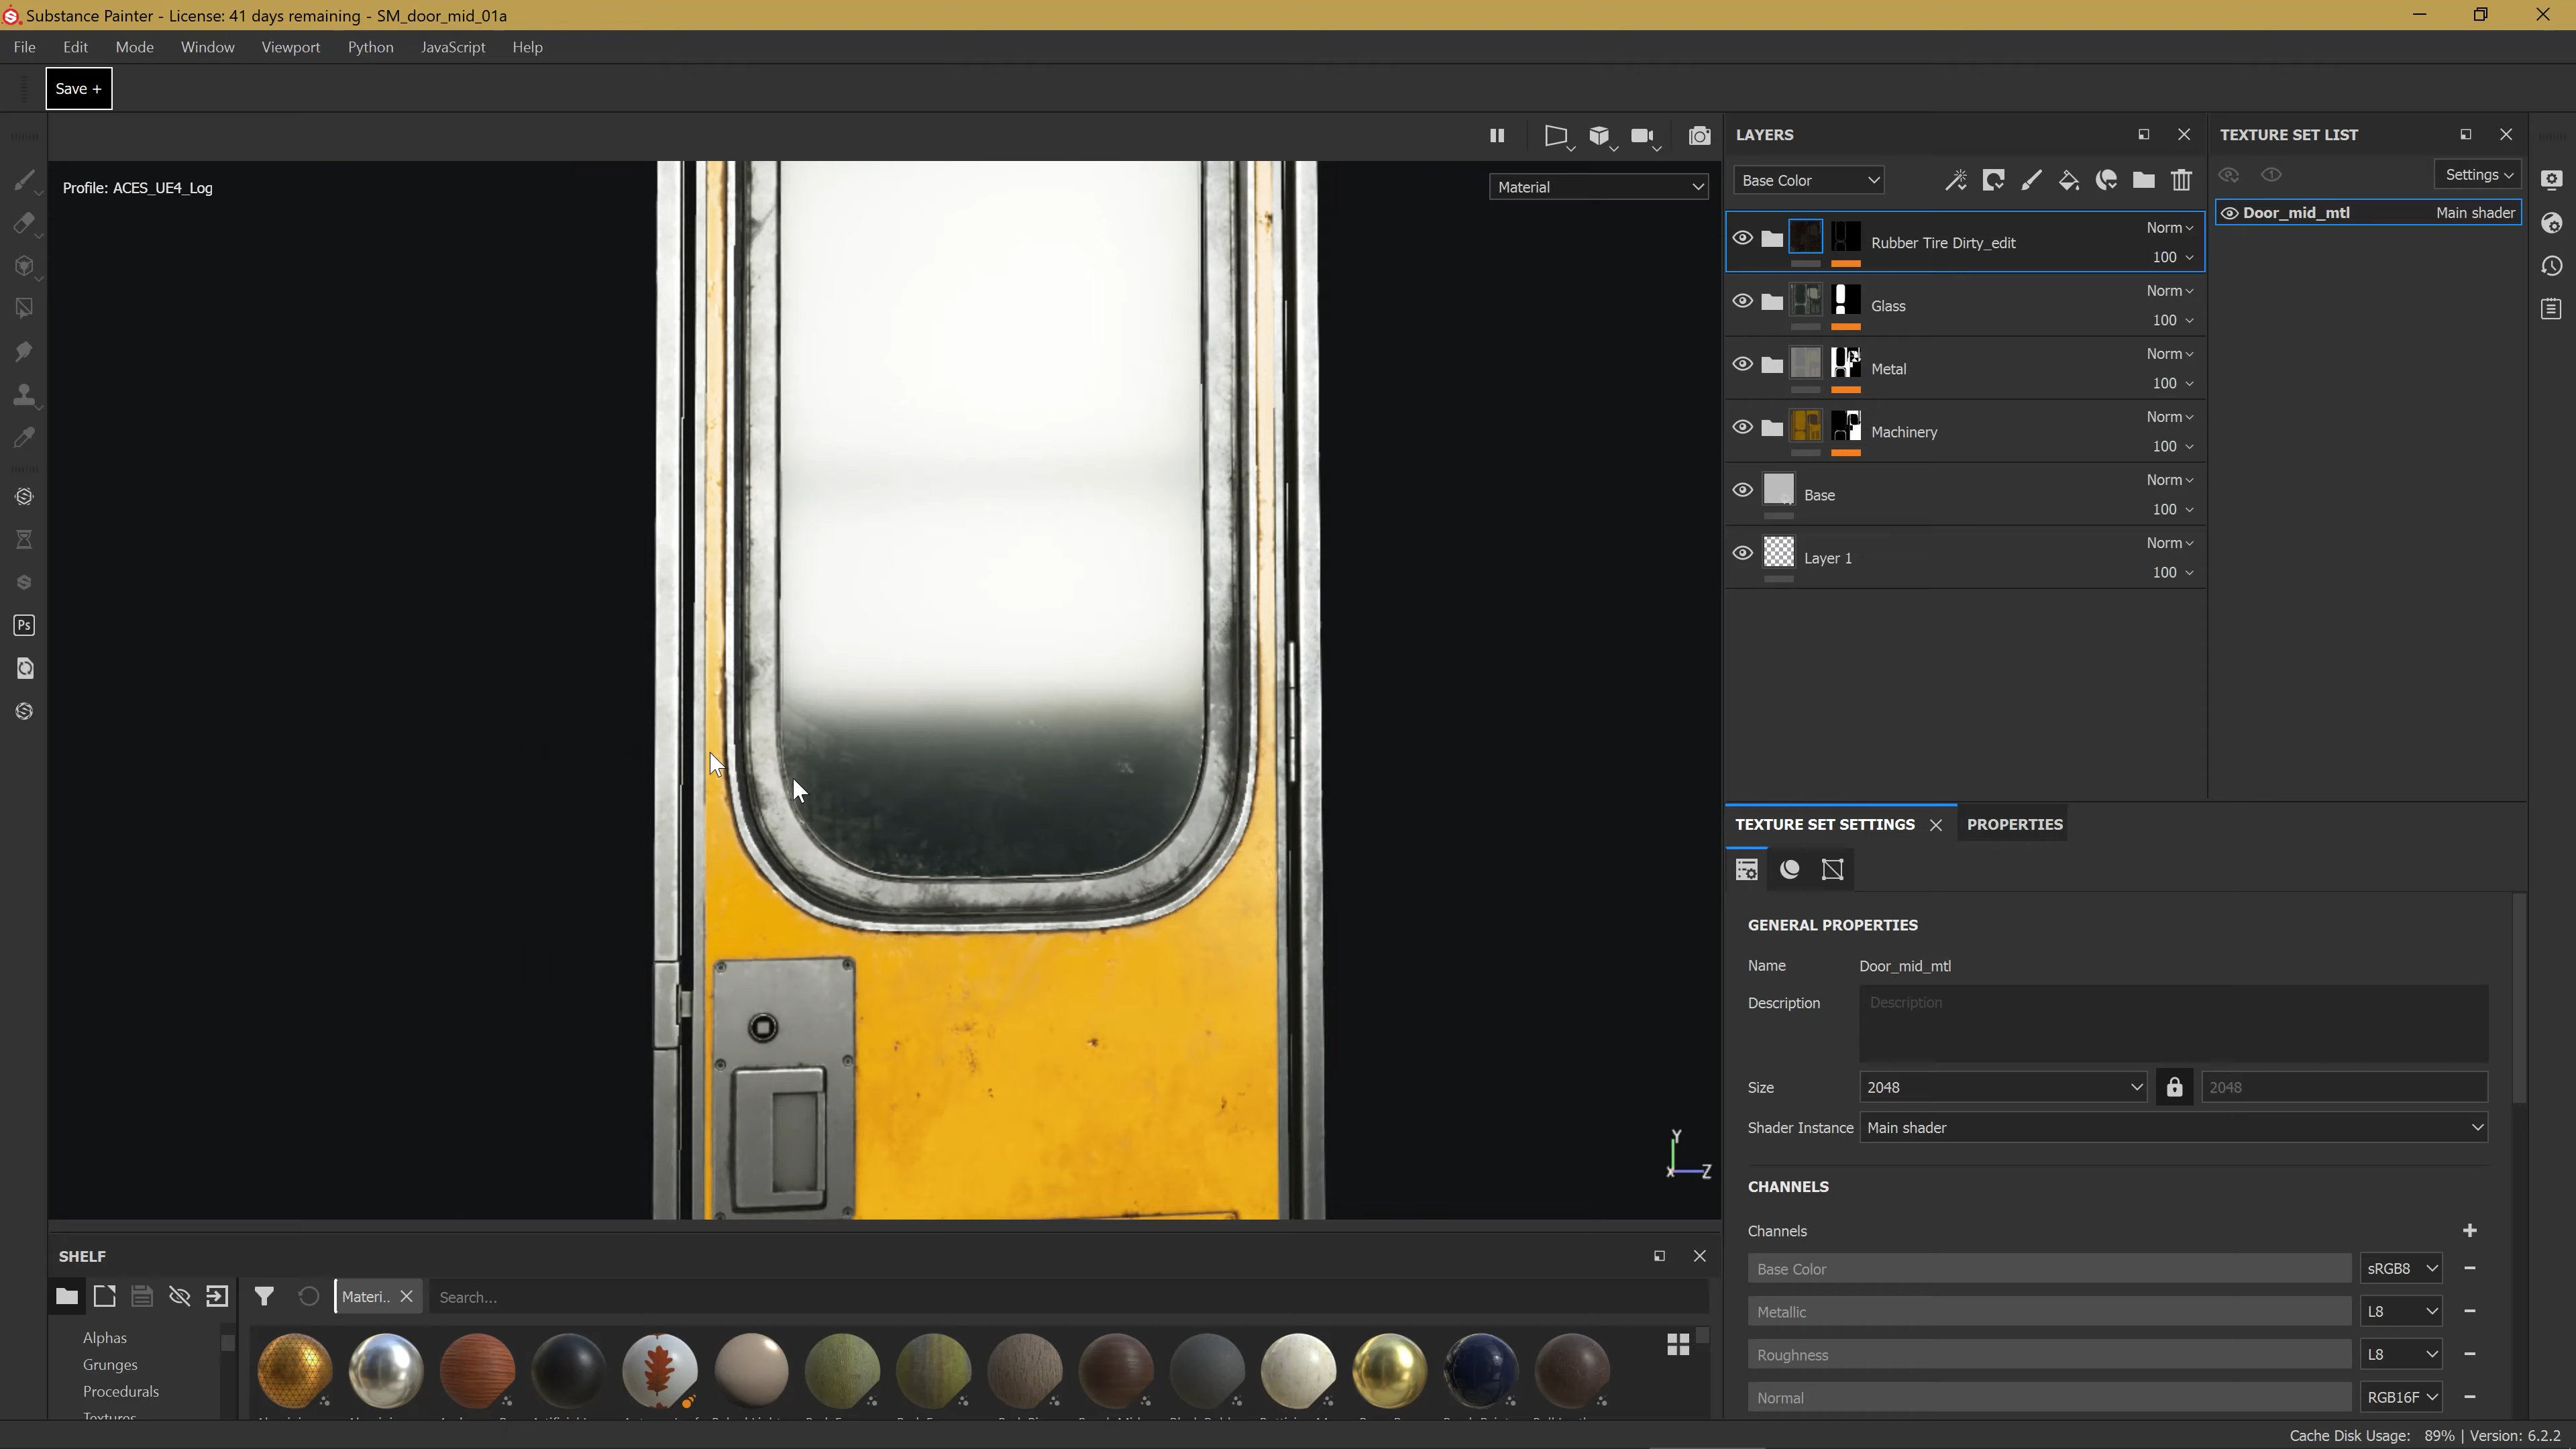 Substance Painter - License: 41 days remaining - SM_door_mid_01a
File Edit Mode Window Viewport Python JavaScript Help
Save +
Profile: ACES_UE4_Log
Material
LAYERS
Base Color
Rubber Tire Dirty_edit
Norm
100
Glass
Norm
100
Metal
Norm
100
Machinery
Norm
100
Base
Norm
100
Layer 1
Norm
100
TEXTURE SET LIST
Settings
Door_mid_mtl Main shader
Ps
Y
X
Z
TEXTURE SET SETTINGS PROPERTIES
GENERAL PROPERTIES
Name Door_mid_mtl
Description Description
Size 2048 2048
Shader Instance Main shader
CHANNELS
Channels
Base Color sRGB8
Metallic L8
Roughness L8
Normal RGB16F
SHELF
Materi.. Search...
Alphas
Grunges
Procedurals
Textures
Cache Disk Usage: 89% | Version: 6.2.2